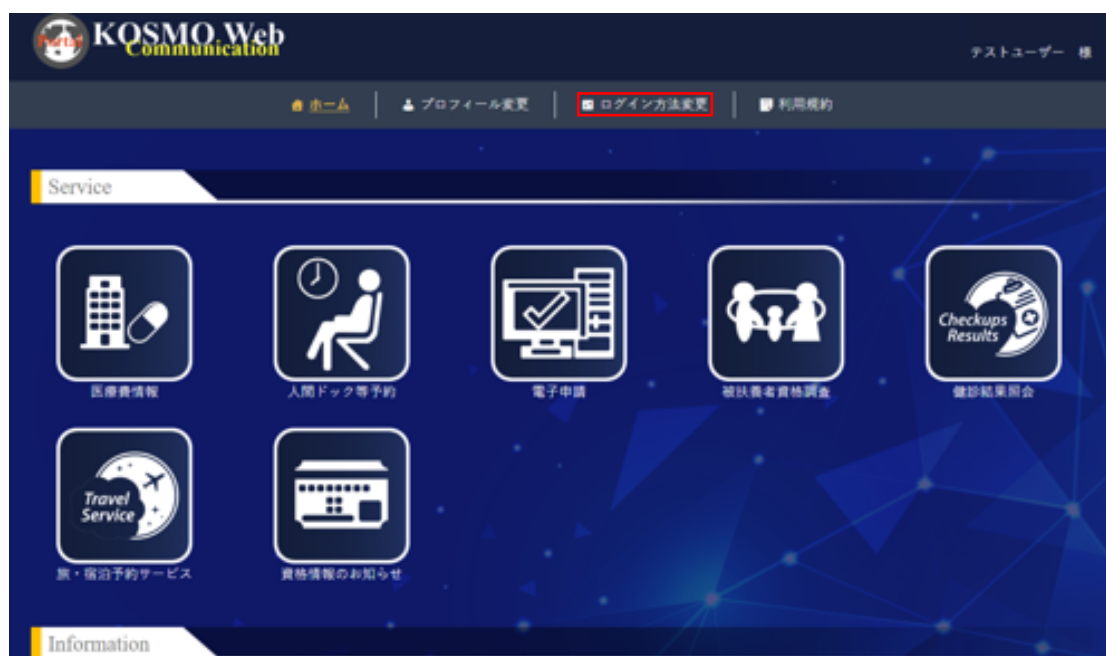 Portal
KOSMO Web
Communication
テストユーザー 様
ホーム
プロフィール変更
ログイン方法変更
利用規約
Service
医療費情報
人間ドック等予約
電子申請
被扶養者資格調査
Checkups
Results
健診結果照会
Travel
Service
旅・宿泊予約サービス
資格情報のお知らせ
Information